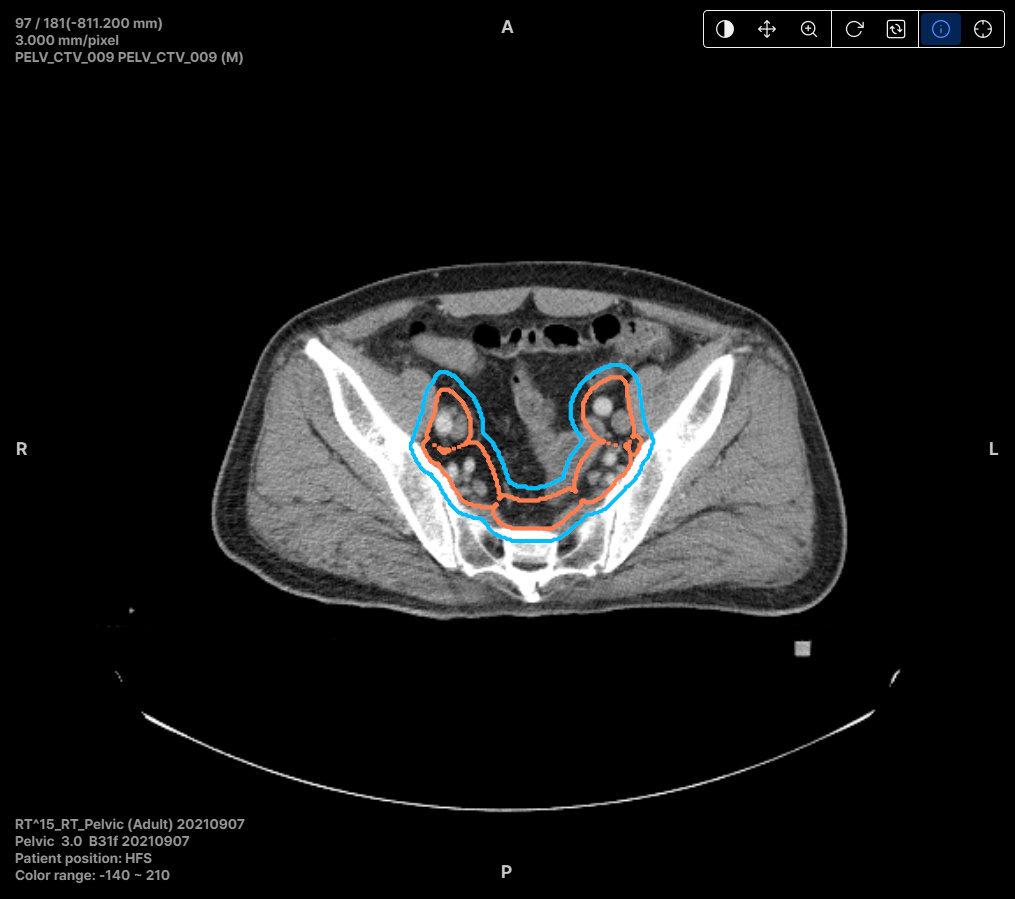 97 / 181(-811.200 mm)
3.000 mm/pixel
PELV_CTV_009 PELV_CTV_009 (M)
A
R
L
RT^15_RT_Pelvic (Adult) 20210907
Pelvic  3.0  B31f 20210907
Patient position: HFS
Color range: -140 ~ 210
P